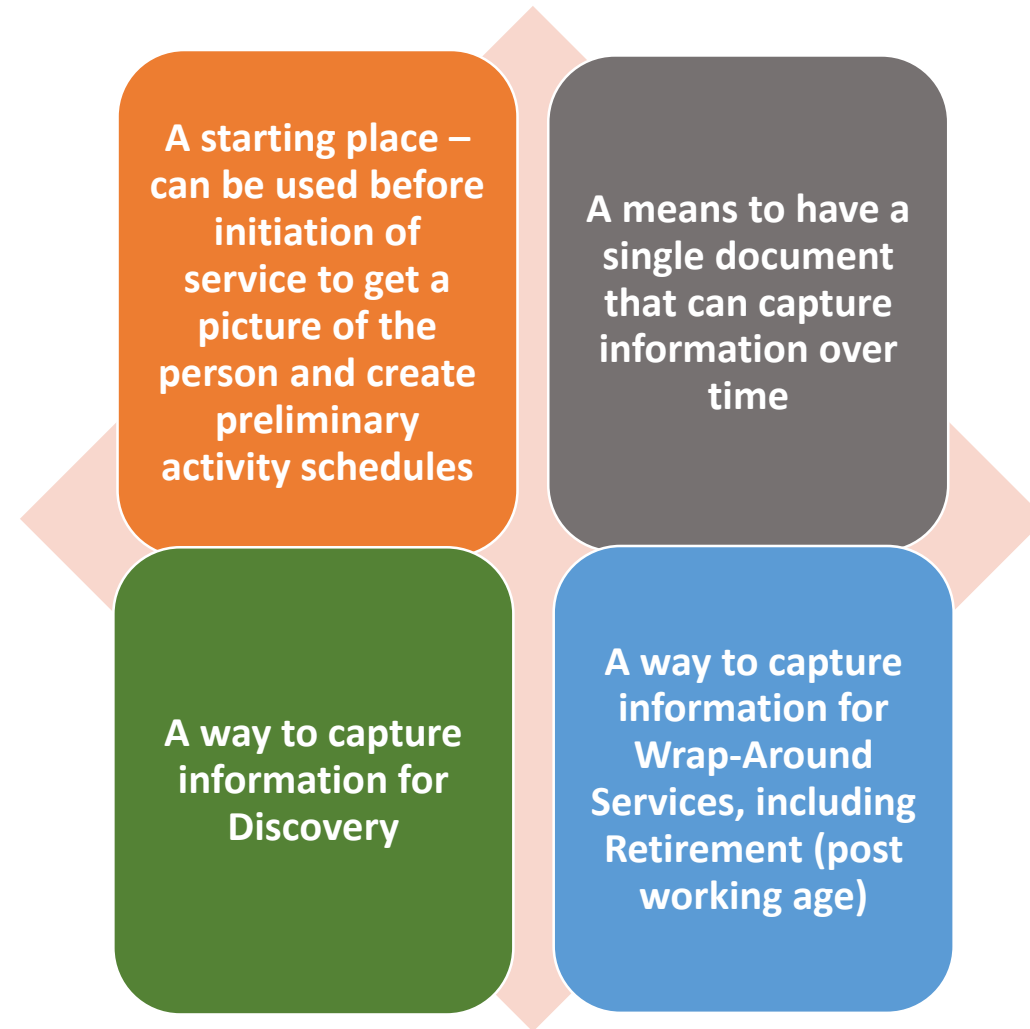 A starting place –
can be used before
initiation of
service to get a
picture of the
person and create
preliminary
activity schedules
A means to have a
single document
that can capture
information over
time
A way to capture
information for
Discovery
A way to capture
information for
Wrap-Around
Services, including
Retirement (post
working age)